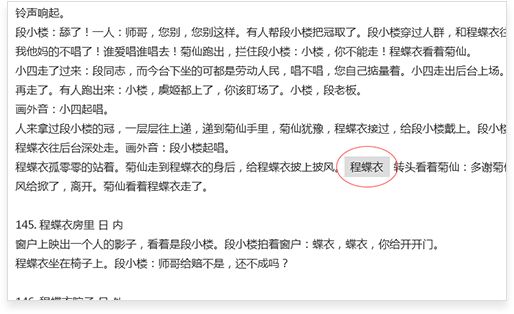 铃声响起。
段小楼：舔了！一人：师哥，您别，您别这样。有人帮段小楼把冠取了。段小楼穿过人群，和程蝶衣往
我他妈的不唱了！谁爱唱谁唱去！菊仙跑出，拦住段小楼：小楼，你不能走！程蝶衣看着菊仙。
小四走了过来：段同志，而今台下坐的可都是劳动人民，唱不唱，您自己掂量着。小四走出后台上场。
再走了。有人跑出来：小楼，虞姬都上了，你该盯场了。小楼，段老板。
画外音：小四起唱。
人来拿过段小楼的冠，一层层往上递，递到菊仙手里，菊仙犹豫，程蝶衣接过，给段小楼戴上。段小楼
程蝶衣往后台深处走。画外音：段小楼起唱。
程蝶衣孤零零的站着。菊仙走到程蝶衣的身后，给程蝶衣披上披风。程蝶衣 转头看着菊仙：多谢菊
风给掀了，离开。菊仙看着程蝶衣走了。
145. 程蝶衣房里 日 内
窗户上映出一个人的影子，看着是段小楼。段小楼拍着窗户：蝶衣，蝶衣，你给开开门。
程蝶衣坐在椅子上。段小楼：师哥给赔不是，还不成吗？